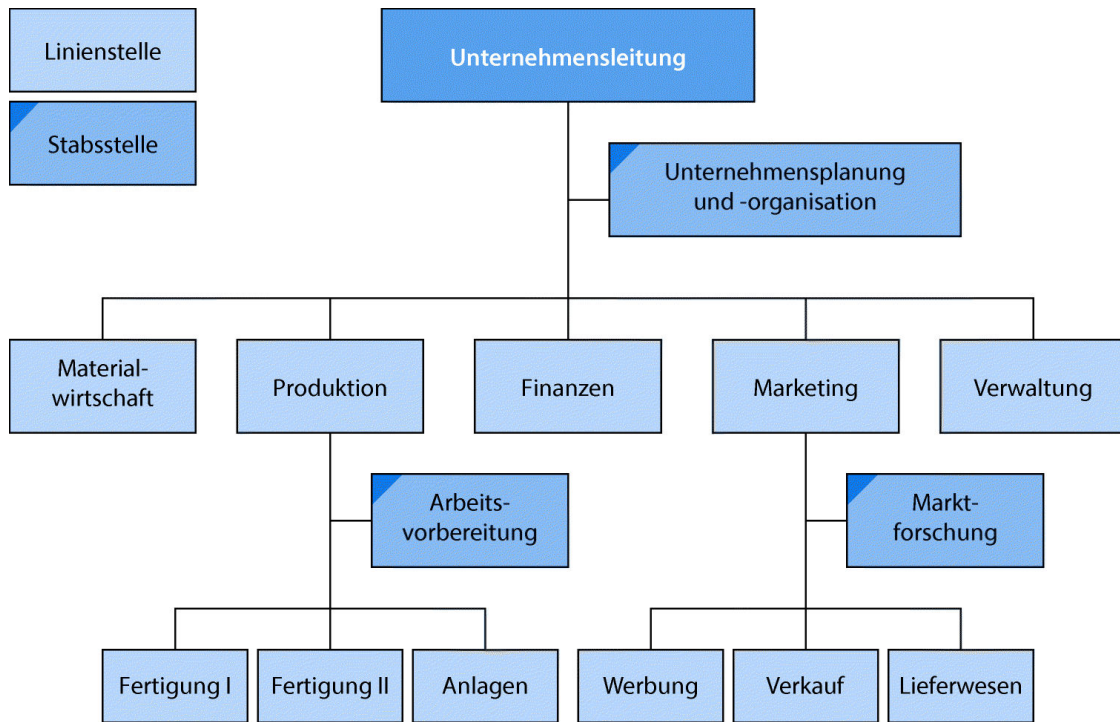 Linienstelle
Unternehmensleitung
Stabsstelle
Unternehmensplanung
und -organisation
Material-
wirtschaft
Produktion
Finanzen
Marketing
Verwaltung
Arbeits-
vorbereitung
Markt-
forschung
Fertigung I
Fertigung II
Anlagen
Werbung
Verkauf
Lieferwesen